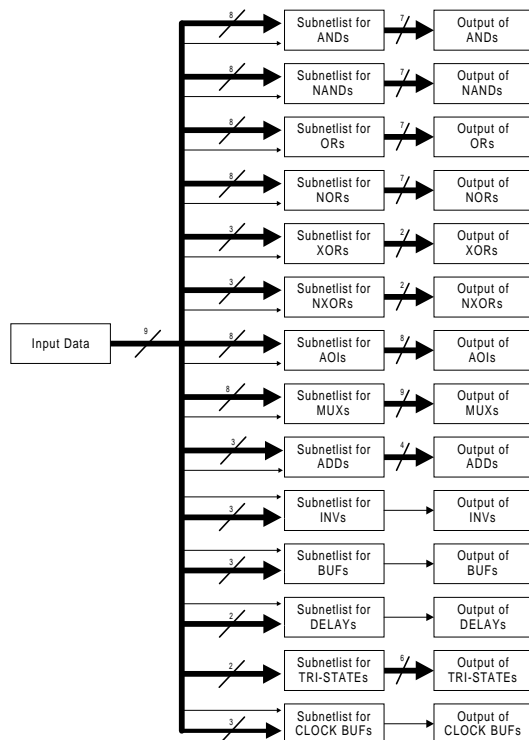 8
Subnetlist for
ANDs
7
Output of
ANDs
8
Subnetlist for
NANDs
7
Output of
NANDs
8
Subnetlist for
ORs
7
Output of
ORs
8
Subnetlist for
NORs
7
Output of
NORs
3
Subnetlist for
XORs
2
Output of
XORs
3
Subnetlist for
NXORs
2
Output of
NXORs
Input Data
9
8
Subnetlist for
AOIs
8
Output of
AOIs
8
Subnetlist for
MUXs
9
Output of
MUXs
3
Subnetlist for
ADDs
4
Output of
ADDs
3
Subnetlist for
INVs
Output of
INVs
3
Subnetlist for
BUFs
Output of
BUFs
2
Subnetlist for
DELAYs
Output of
DELAYs
2
Subnetlist for
TRI-STATEs
6
Output of
TRI-STATEs
3
Subnetlist for
CLOCK BUFs
Output of
CLOCK BUFs